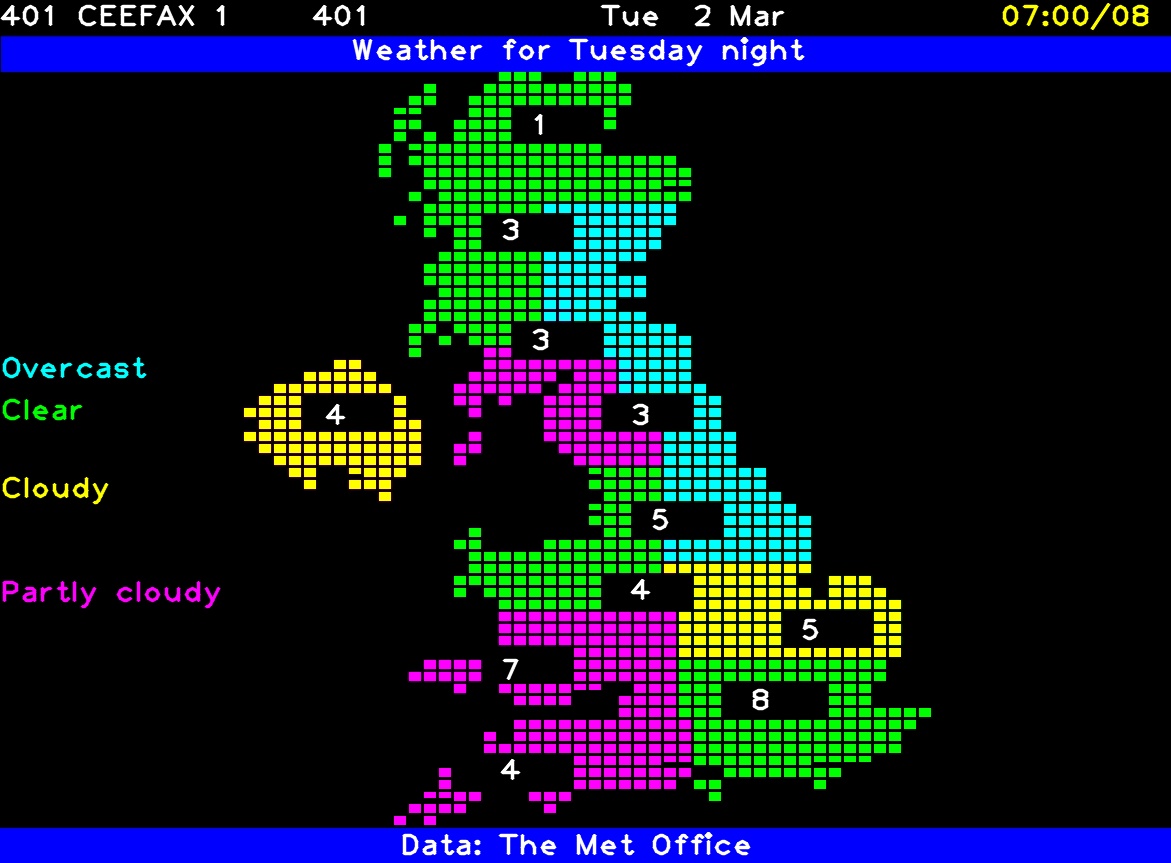 401 CEEFAX 1 401 Tue 2 Mar 07:00/08
Weather for Tuesday night
1
3
3
Overcast
Clear 4 3
Cloudy
5
Partly cloudy 4
5
7
8
4
Data: The Met Office